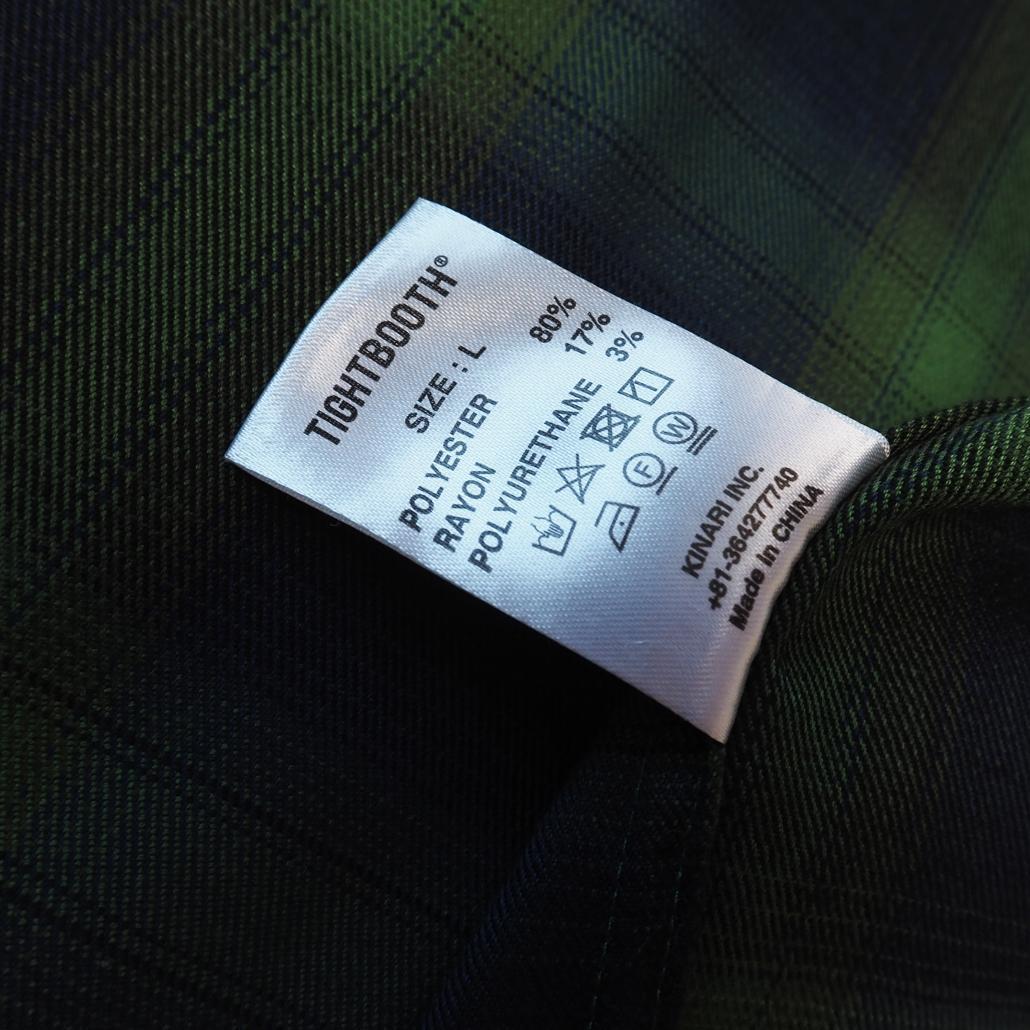 TIGHTBOOTH®
SIZE : L
POLYESTER 80%
RAYON 17%
POLYURETHANE 3%
F W
KINARI INC.
+81-364277740
Made in CHINA